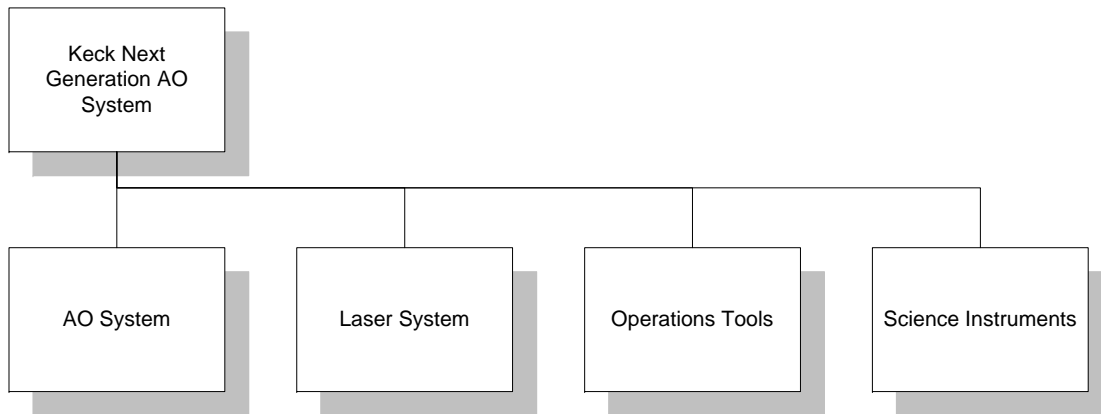 Keck Next
Generation AO
System
AO System
Laser System
Operations Tools
Science Instruments